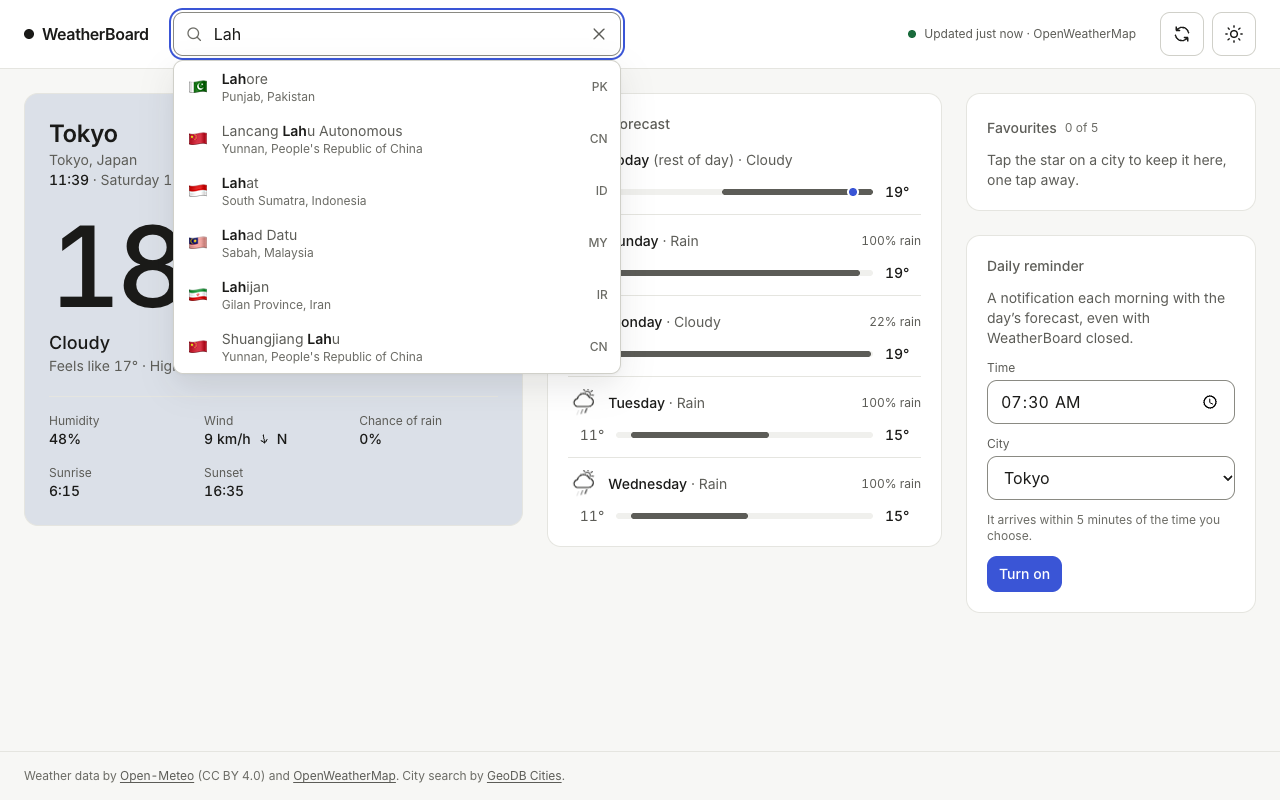 WeatherBoard
Lah
Updated just now · OpenWeatherMap
Lahore
Punjab, Pakistan
PK
Lancang Lahu Autonomous
Yunnan, People's Republic of China
CN
Lahat
South Sumatra, Indonesia
ID
Lahad Datu
Sabah, Malaysia
MY
Lahijan
Gilan Province, Iran
IR
Shuangjiang Lahu
Yunnan, People's Republic of China
CN
Tokyo
Tokyo, Japan
11:39 · Saturday 1
18
Cloudy
Feels like 17° · Hig
Humidity
48%
Wind
9 km/h ↓ N
Chance of rain
0%
Sunrise
6:15
Sunset
16:35
orecast
oday (rest of day) · Cloudy
19°
unday · Rain
100% rain
19°
onday · Cloudy
22% rain
19°
Tuesday · Rain
100% rain
11°
15°
Wednesday · Rain
100% rain
11°
15°
Favourites 0 of 5
Tap the star on a city to keep it here,
one tap away.
Daily reminder
A notification each morning with the
day’s forecast, even with
WeatherBoard closed.
Time
07:30 AM
City
Tokyo
It arrives within 5 minutes of the time you
choose.
Turn on
Weather data by Open-Meteo (CC BY 4.0) and OpenWeatherMap. City search by GeoDB Cities.